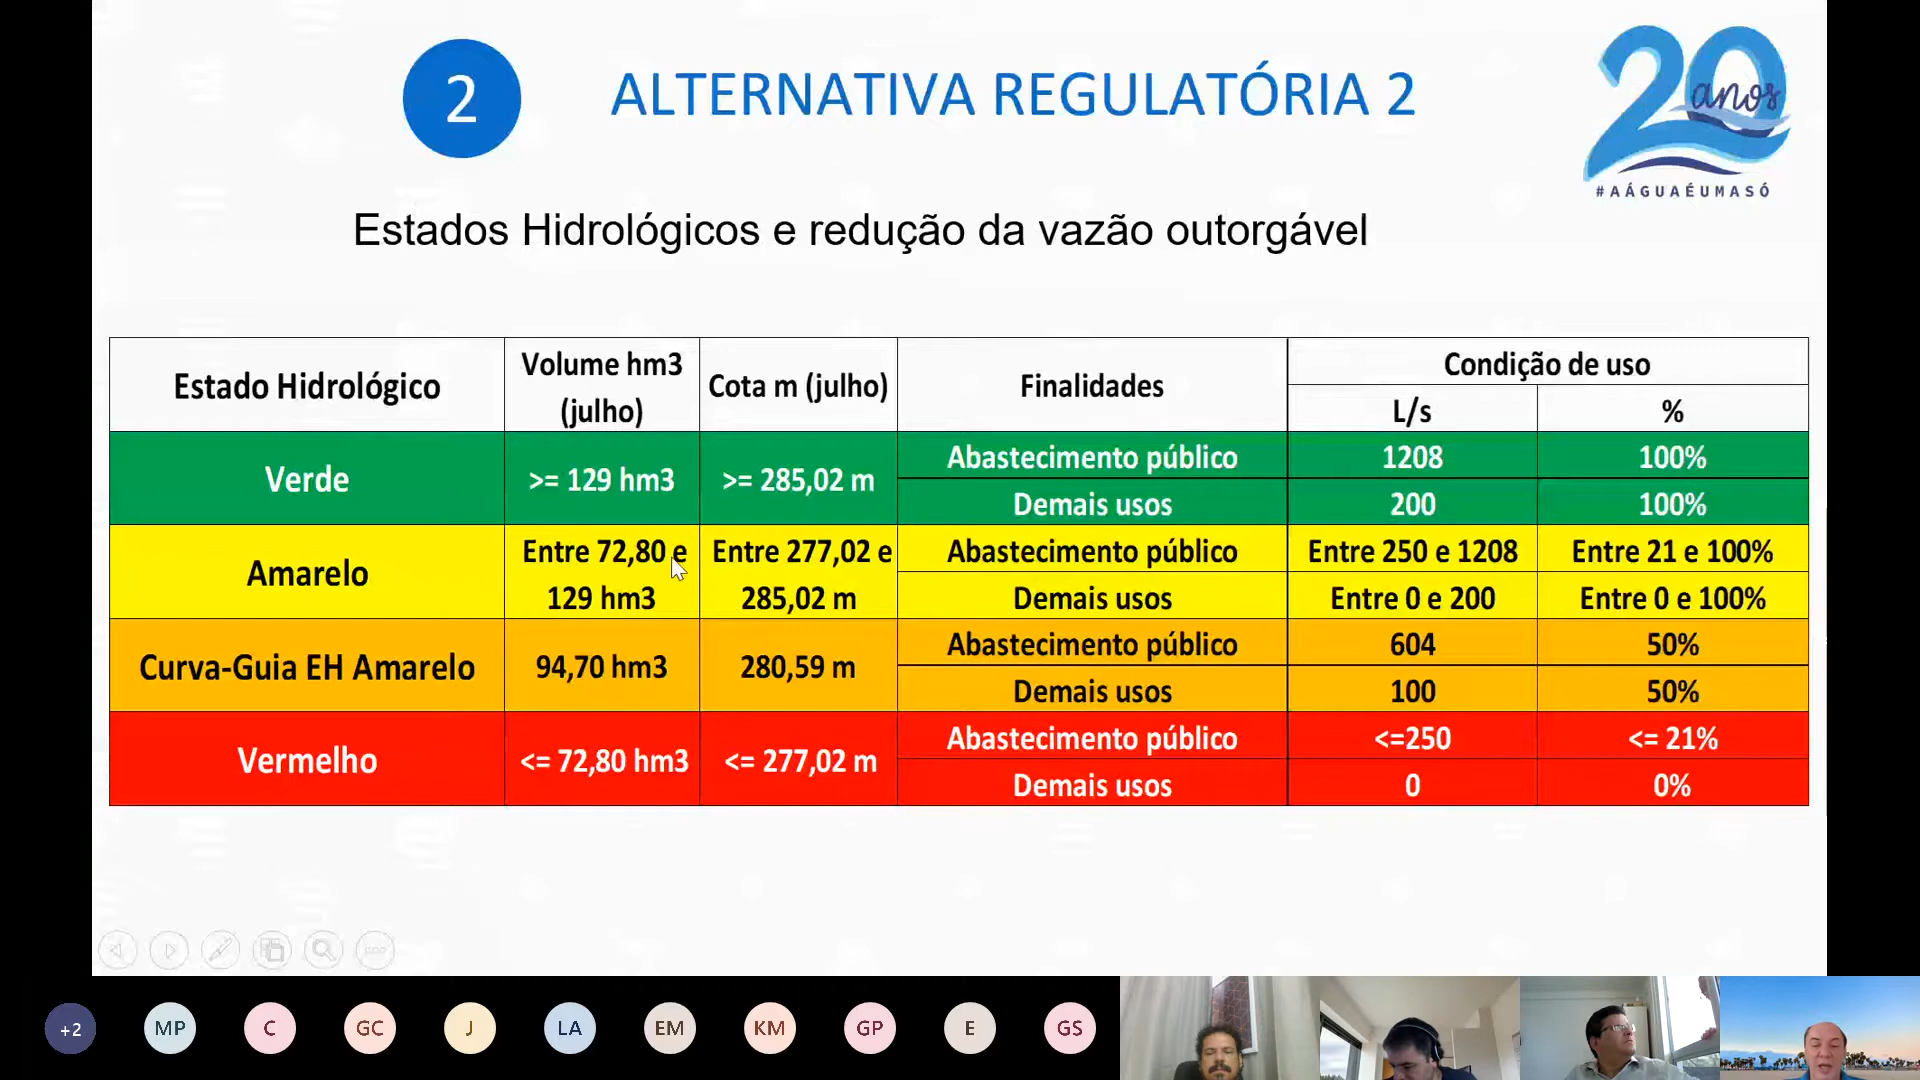 2
ALTERNATIVA REGULATÓRIA 2
20 anos
#AÁGUAÉUMASÓ
Estados Hidrológicos e redução da vazão outorgável
Estado Hidrológico
Volume hm3
(julho)
Cota m (julho)
Finalidades
Condição de uso
L/s
%
Verde
>= 129 hm3
>= 285,02 m
Abastecimento público
1208
100%
Demais usos
200
100%
Amarelo
Entre 72,80 e
129 hm3
Entre 277,02 e
285,02 m
Abastecimento público
Entre 250 e 1208
Entre 21 e 100%
Demais usos
Entre 0 e 200
Entre 0 e 100%
Curva-Guia EH Amarelo
94,70 hm3
280,59 m
Abastecimento público
604
50%
Demais usos
100
50%
Vermelho
<= 72,80 hm3
<= 277,02 m
Abastecimento público
<=250
<= 21%
Demais usos
0
0%
+2
MP
C
GC
J
LA
EM
KM
GP
E
GS